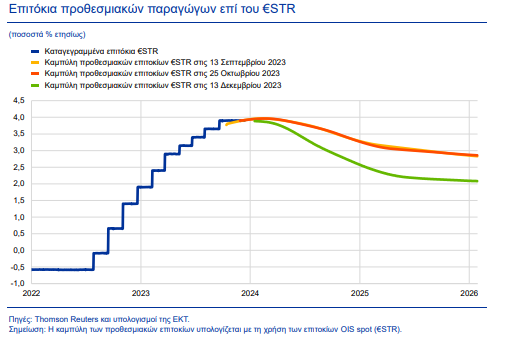 Επιτόκια προθεσμιακών παραγώγων επί του €STR
(ποσοστά % ετησίως)
Καταγεγραμμένα επιτόκια €STR
Καμπύλη προθεσμιακών επιτοκίων €STR στις 13 Σεπτεμβρίου 2023
Καμπύλη προθεσμιακών επιτοκίων €STR στις 25 Οκτωβρίου 2023
Καμπύλη προθεσμιακών επιτοκίων €STR στις 13 Δεκεμβρίου 2023
4,5
4,0
3,5
3,0
2,5
2,0
1,5
1,0
0,5
0,0
-0,5
-1,0
2022 2023 2024 2025 2026
Πηγές: Thomson Reuters και υπολογισμοί της ΕΚΤ.
Σημείωση: Η καμπύλη των προθεσμιακών επιτοκίων υπολογίζεται με τη χρήση των επιτοκίων OIS spot (€STR).